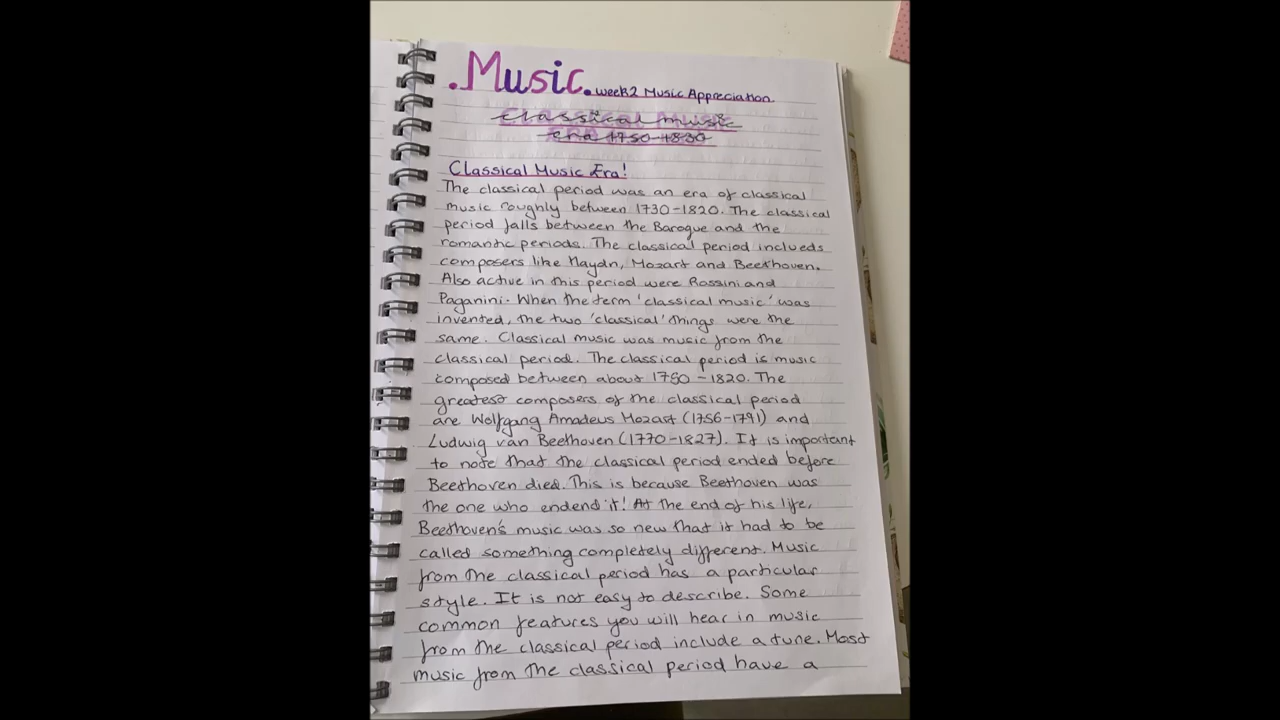 .Music. week2 Music Appreciation
classical music
era 1750-1830
Classical Music Era!
The classical period was an era of classical
music roughly between 1730-1820. The classical
period falls between the Baroque and the
romantic periods. The classical period inclueds
composers like Haydn, Mozart and Beethoven.
Also active in this period were Rossini and
Paganini. When the term 'classical music' was
invented, the two 'classical' things were the
same. Classical music was music from the
classical period. The classical period is music
composed between about 1750-1820. The
greatest composers of the classical period
are Wolfgang Amadeus Mozart (1756-1791) and
Ludwig van Beethoven (1770-1827). It is important
to note that the classical period ended before
Beethoven died. This is because Beethoven was
the one who endend it! At the end of his life,
Beethoven's music was so new that it had to be
called something completely different. Music
from the classical period has a particular
style. It is not easy to describe. Some
common features you will hear in music
from the classical period include a tune. Most
music from the classical period have a